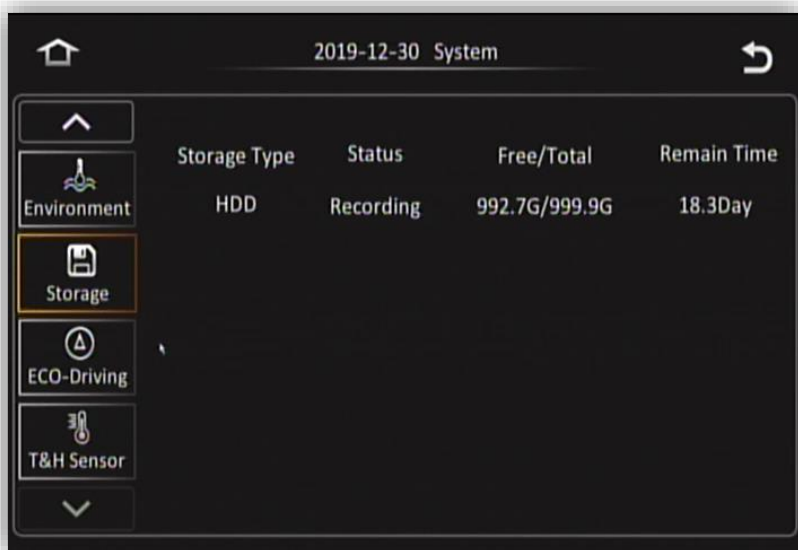 2019-12-30 System
Storage Type Status Free/Total Remain Time
HDD Recording 992.7G/999.9G 18.3Day
Environment
Storage
ECO-Driving
T&H Sensor